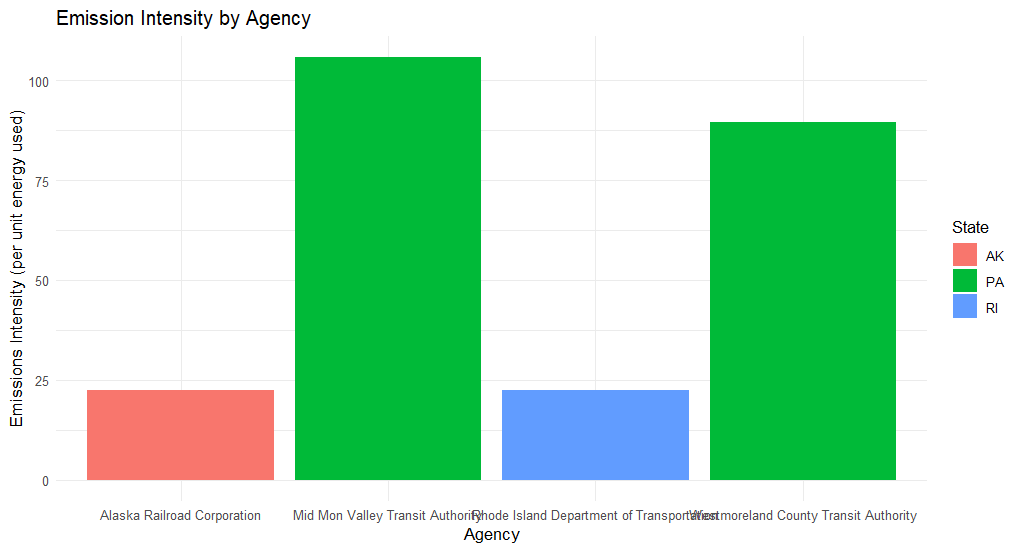 Emission Intensity by Agency
Emissions Intensity (per unit energy used)
100
75
50
25
0
Alaska Railroad Corporation
Mid Mon Valley Transit Authority
Rhode Island Department of Transportation
Westmoreland County Transit Authority
Agency
State
AK
PA
RI